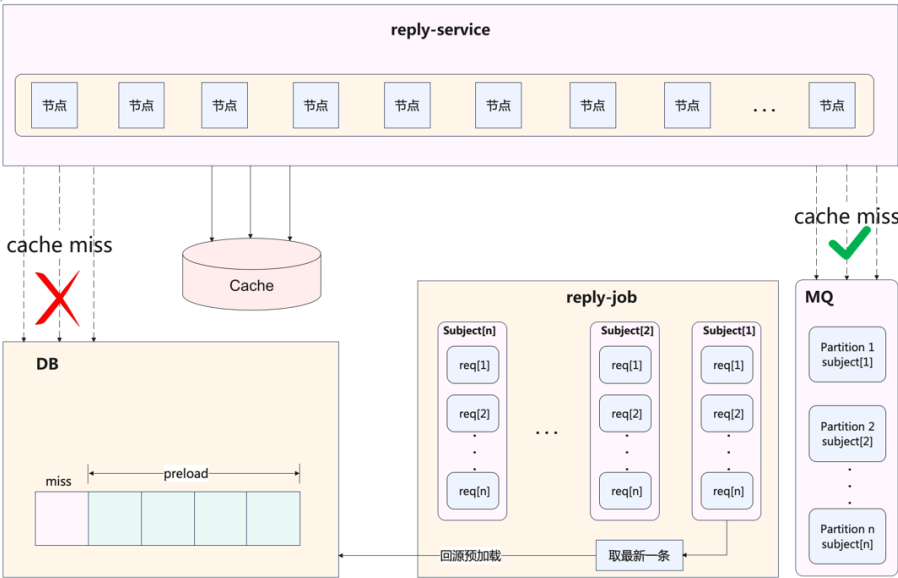 reply-service
节点
节点
节点
节点
节点
节点
节点
节点
...
节点
cache miss
cache miss
Cache
DB
miss
preload
reply-job
Subject[n]
req[1]
req[2]
req[n]
...
Subject[2]
req[1]
req[2]
req[n]
Subject[1]
req[1]
req[2]
req[n]
取最新一条
回源预加载
MQ
Partition 1
subject[1]
Partition 2
subject[2]
Partition n
subject[n]